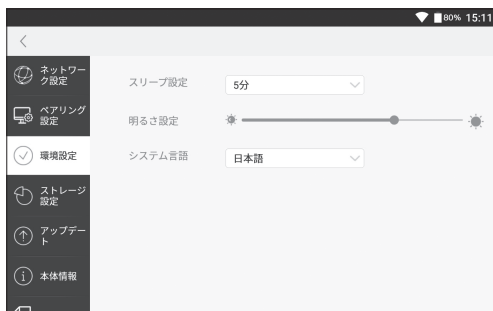 80% 15:11
ネットワー
ク設定
スリープ設定
5分
ペアリング
設定
明るさ設定
環境設定
システム言語
日本語
ストレージ
設定
アップデー
ト
本体情報